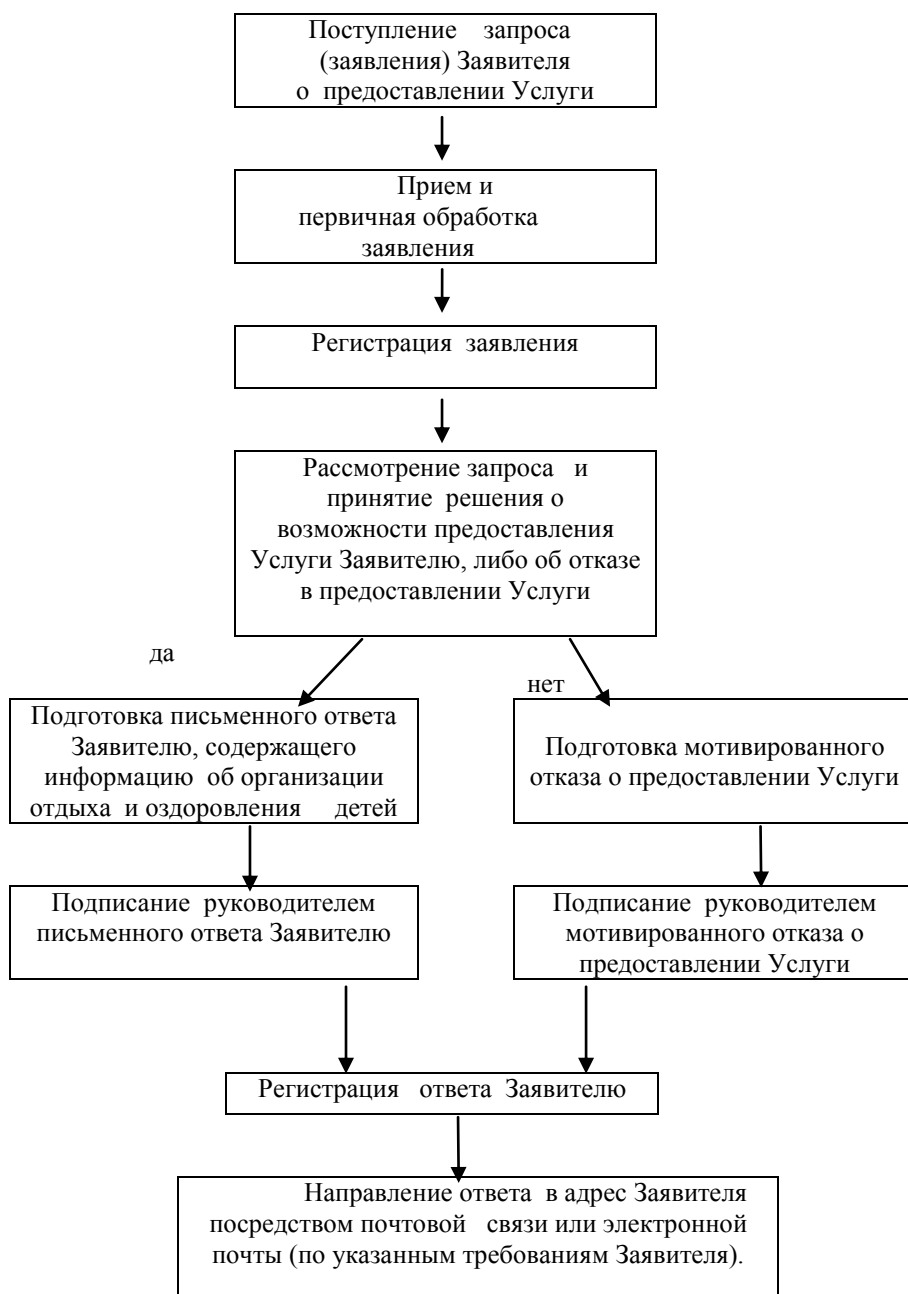 Поступление запроса
(заявления) Заявителя
о предоставлении Услуги
Прием и
первичная обработка
заявления
Регистрация заявления
Рассмотрение запроса и
принятие решения о
возможности предоставления
Услуги Заявителю, либо об отказе
в предоставлении Услуги
да
нет
Подготовка письменного ответа
Заявителю, содержащего
информацию об организации
отдыха и оздоровления детей
Подготовка мотивированного
отказа о предоставлении Услуги
Подписание руководителем
письменного ответа Заявителю
Подписание руководителем
мотивированного отказа о
предоставлении Услуги
Регистрация ответа Заявителю
Направление ответа в адрес Заявителя
посредством почтовой связи или электронной
почты (по указанным требованиям Заявителя).